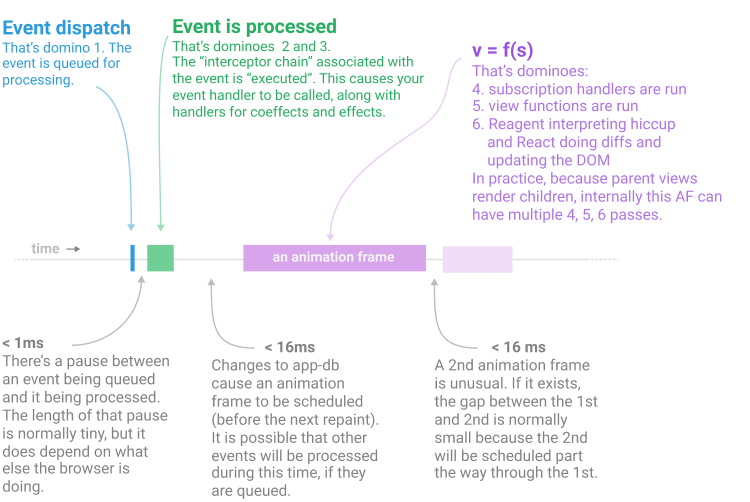 Event dispatch
That's domino 1. The
event is queued for
processing.
Event is processed
That's dominoes 2 and 3.
The “interceptor chain” associated with
the event is “executed”. This causes your
event handler to be called, along with
handlers for coeffects and effects.
v = f(s)
That's dominoes:
4. subscription handlers are run
5. view functions are run
6. Reagent interpreting hiccup
and React doing diffs and
updating the DOM
In practice, because parent views
render children, internally this AF can
have multiple 4, 5, 6 passes.
time
an animation frame
< 1ms
There's a pause between
an event being queued
and it being processed.
The length of that pause
is normally tiny, but it
does depend on what
else the browser is
doing.
< 16ms
Changes to app-db
cause an animation
frame to be scheduled
(before the next repaint).
It is possible that other
events will be processed
during this time, if they
are queued.
< 16 ms
A 2nd animation frame
is unusual. If it exists,
the gap between the 1st
and 2nd is normally
small because the 2nd
will be scheduled part
the way through the 1st.